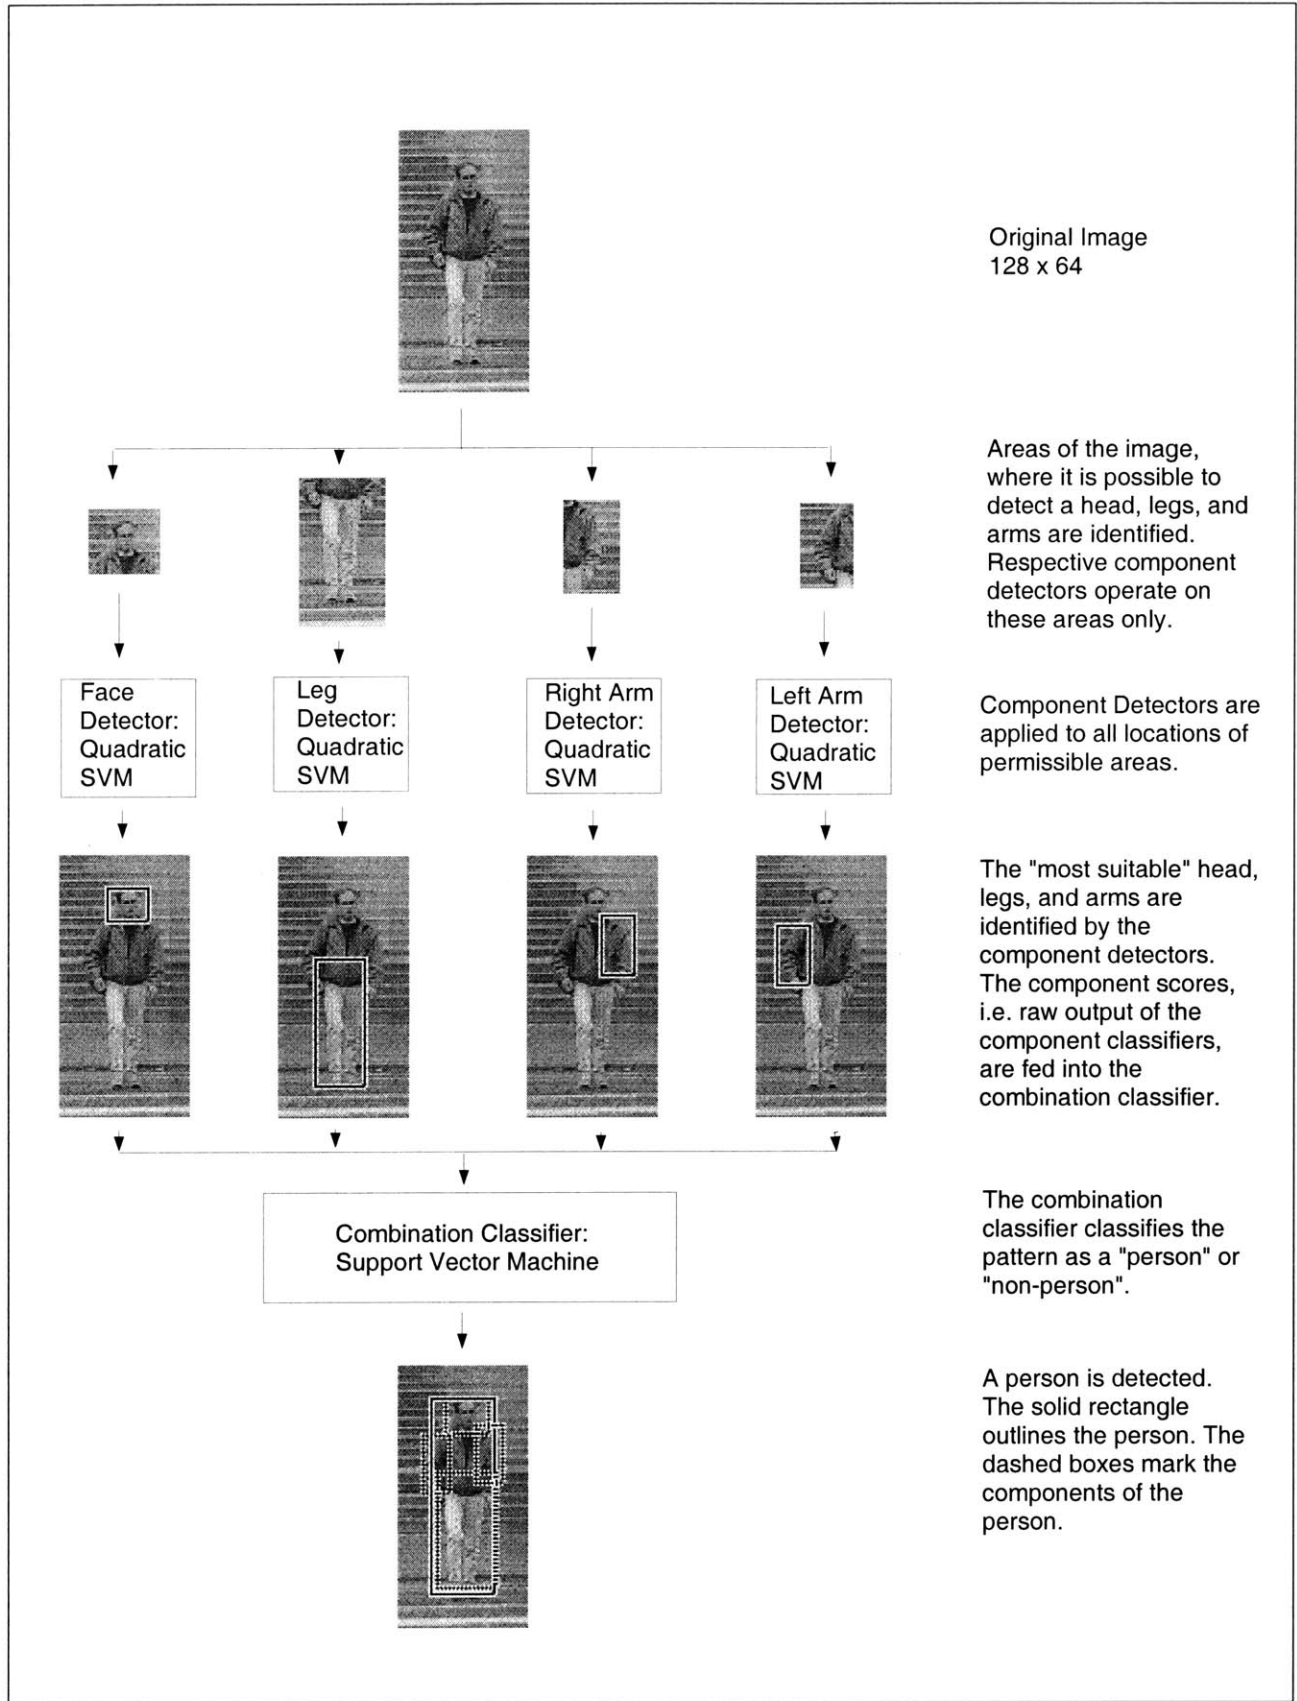 Original Image
128 x 64
Areas of the image,
where it is possible to
detect a head, legs, and
arms are identified.
Respective component
detectors operate on
these areas only.
Face
Detector:
Quadratic
SVM
Leg
Detector:
Quadratic
SVM
Right Arm
Detector:
Quadratic
SVM
Left Arm
Detector:
Quadratic
SVM
Component Detectors are
applied to all locations of
permissible areas.
The "most suitable" head,
legs, and arms are
identified by the
component detectors.
The component scores,
i.e. raw output of the
component classifiers,
are fed into the
combination classifier.
Combination Classifier:
Support Vector Machine
The combination
classifier classifies the
pattern as a "person" or
"non-person".
A person is detected.
The solid rectangle
outlines the person. The
dashed boxes mark the
components of the
person.